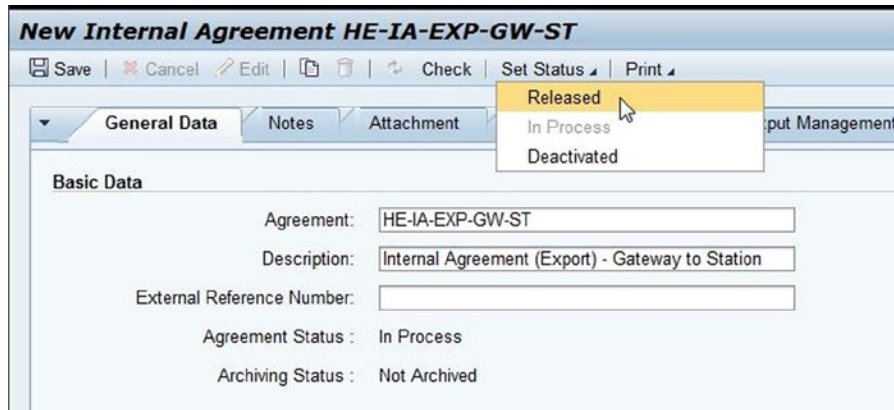 New Internal Agreement HE-IA-EXP-GW-ST
Save Cancel Edit Check Set Status Print
Released
General Data Notes Attachment In Process put Management
Deactivated
Basic Data
Agreement: HE-IA-EXP-GW-ST
Description: Internal Agreement (Export) - Gateway to Station
External Reference Number:
Agreement Status : In Process
Archiving Status : Not Archived